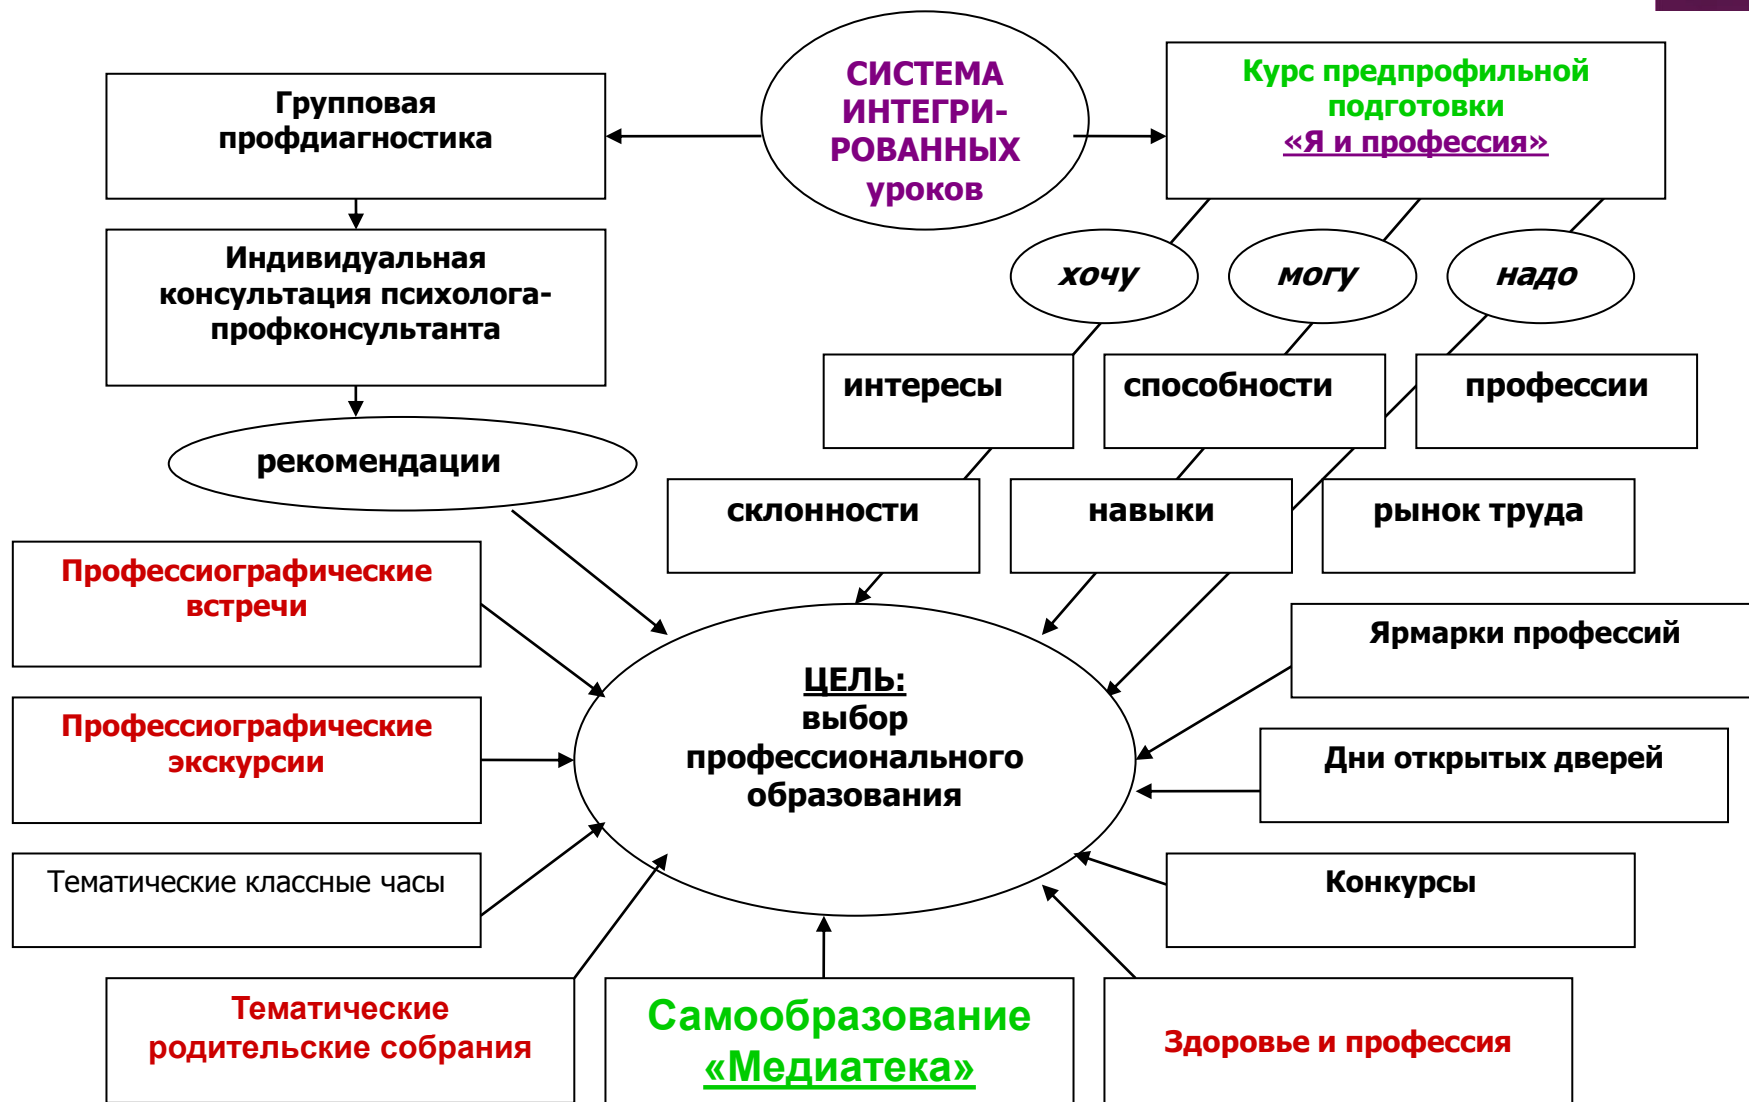 СИСТЕМА
ИНТЕГРИ-
РОВАННЫХ
уроков
Групповая
профдиагностика
Курс предпрофильной
подготовки
«Я и профессия»
Индивидуальная
консультация психолога-
профконсультанта
хочу
могу
надо
интересы
способности
профессии
рекомендации
склонности
навыки
рынок труда
Профессиографические
встречи
Ярмарки профессий
ЦЕЛЬ:
выбор
профессионального
образования
Профессиографические
экскурсии
Дни открытых дверей
Тематические классные часы
Конкурсы
Тематические
родительские собрания
Самообразование
«Медиатека»
Здоровье и профессия